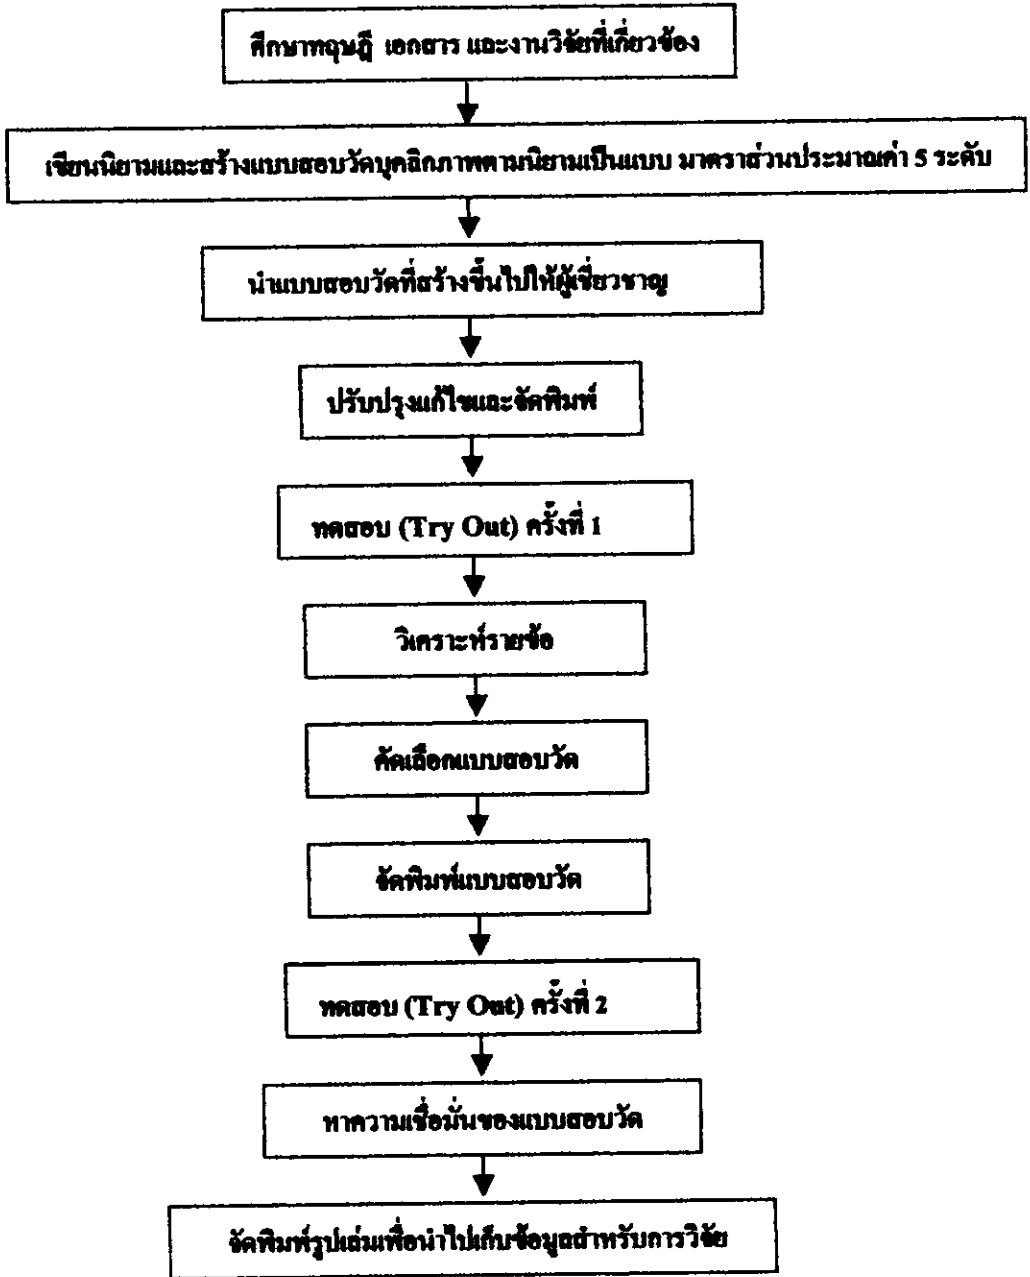 ศึกษาทฤษฎี เอกสาร และงานวิจัยที่เกี่ยวข้อง
เขียนนิยามและสร้างแบบสอบวัดบุคลิกภาพตามนิยามเป็นแบบ มาตราส่วนประมาณค่า 5 ระดับ
นำแบบสอบวัดที่สร้างขึ้นไปให้ผู้เชี่ยวชาญ
ปรับปรุงแก้ไขและจัดพิมพ์
ทดสอบ (Try Out) ครั้งที่ 1
วิเคราะห์รายข้อ
คัดเลือกแบบสอบวัด
จัดพิมพ์แบบสอบวัด
ทดสอบ (Try Out) ครั้งที่ 2
หาความเชื่อมั่นของแบบสอบวัด
จัดพิมพ์รูปเล่มเพื่อนำไปเก็บข้อมูลสำหรับการวิจัย